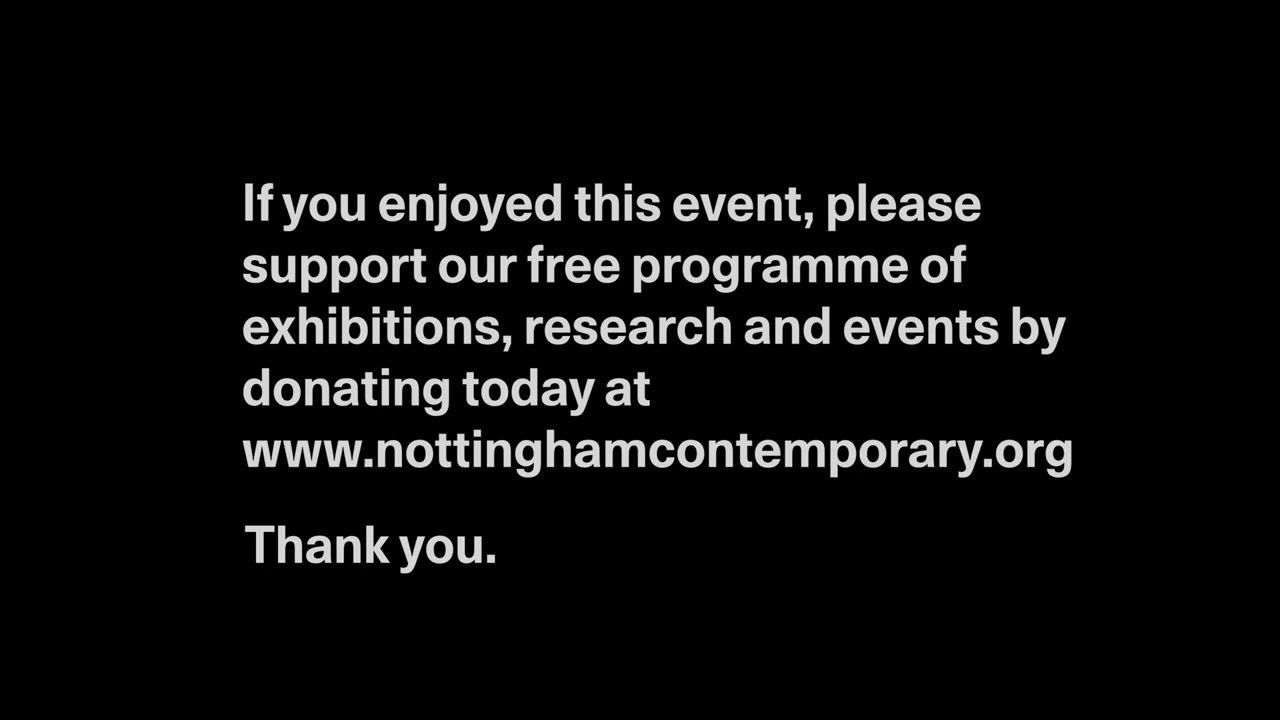 If you enjoyed this event, please
support our free programme of
exhibitions, research and events by
donating today at
www.nottinghamcontemporary.org
Thank you.